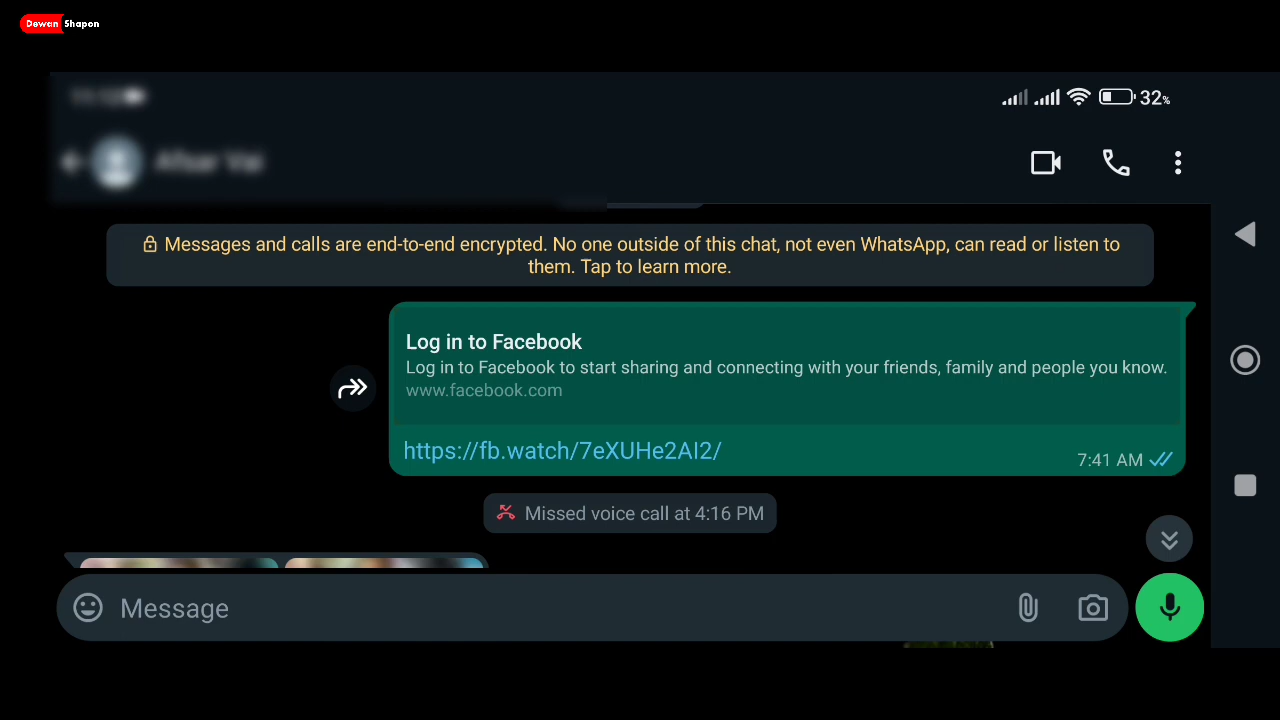 Dewan Shapon
32%
Messages and calls are end-to-end encrypted. No one outside of this chat, not even WhatsApp, can read or listen to
them. Tap to learn more.
Log in to Facebook
Log in to Facebook to start sharing and connecting with your friends, family and people you know.
www.facebook.com
https://fb.watch/7eXUHe2AI2/
7:41 AM
Missed voice call at 4:16 PM
Message